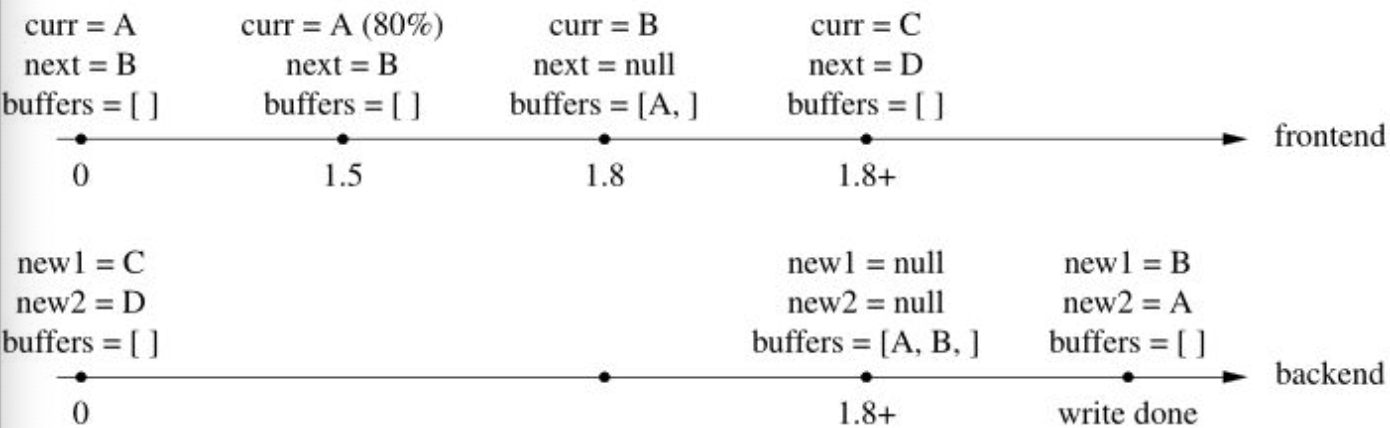 curr = A curr = A (80%) curr = B curr = C
next = B next = B next = null next = D
buffers = [ ] buffers = [ ] buffers = [A, ] buffers = [ ]
frontend
0 1.5 1.8 1.8+
new1 = C new1 = null new1 = B
new2 = D new2 = null new2 = A
buffers = [ ] buffers = [A, B, ] buffers = [ ]
backend
0 1.8+ write done